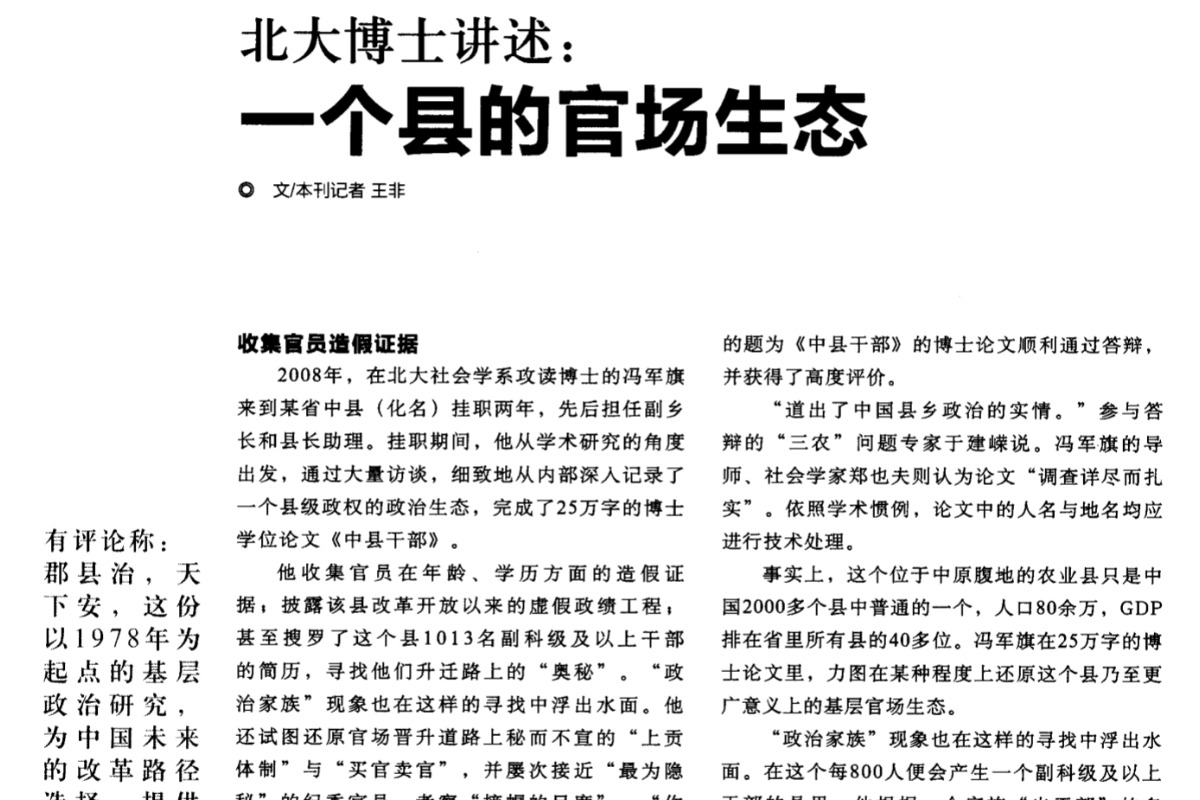 北大博士讲述：
一个县的官场生态
文/本刊记者 王非
有评论称：
郡县治，天
下安，这份
以1978年为
起点的基层
政治研究，
为中国未来
的改革路径
收集官员造假证据
2008年，在北大社会学系攻读博士的冯军旗
来到某省中县（化名）挂职两年，先后担任副乡
长和县长助理。挂职期间，他从学术研究的角度
出发，通过大量访谈，细致地从内部深入记录了
一个县级政权的政治生态，完成了25万字的博士
学位论文《中县干部》。
他收集官员在年龄、学历方面的造假证
据；披露该县改革开放以来的虚假政绩工程；
甚至搜罗了这个县1013名副科级及以上干部
的简历，寻找他们升迁路上的“奥秘”。“政
治家族”现象也在这样的寻找中浮出水面。他
还试图还原官场晋升道路上秘而不宣的“上贡
体制”与“买官卖官”，并屡次接近“最为隐
的题为《中县干部》的博士论文顺利通过答辩，
并获得了高度评价。
“道出了中国县乡政治的实情。”参与答
辩的“三农”问题专家于建嵘说。冯军旗的导
师、社会学家郑也夫则认为论文“调查详尽而扎
实”。依照学术惯例，论文中的人名与地名均应
进行技术处理。
事实上，这个位于中原腹地的农业县只是中
国2000多个县中普通的一个，人口80余万，GDP
排在省里所有县的40多位。冯军旗在25万字的博
士论文里，力图在某种程度上还原这个县乃至更
广意义上的基层官场生态。
“政治家族”现象也在这样的寻找中浮出水
面。在这个每800人便会产生一个副科级及以上